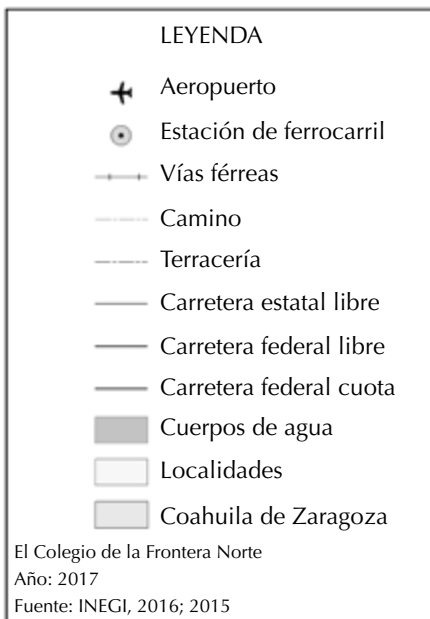 LEYENDA
Aeropuerto
Estación de ferrocarril
Vías férreas
Camino
Terracería
Carretera estatal libre
Carretera federal libre
Carretera federal cuota
Cuerpos de agua
Localidades
Coahuila de Zaragoza
El Colegio de la Frontera Norte
Año: 2017
Fuente: INEGI, 2016; 2015